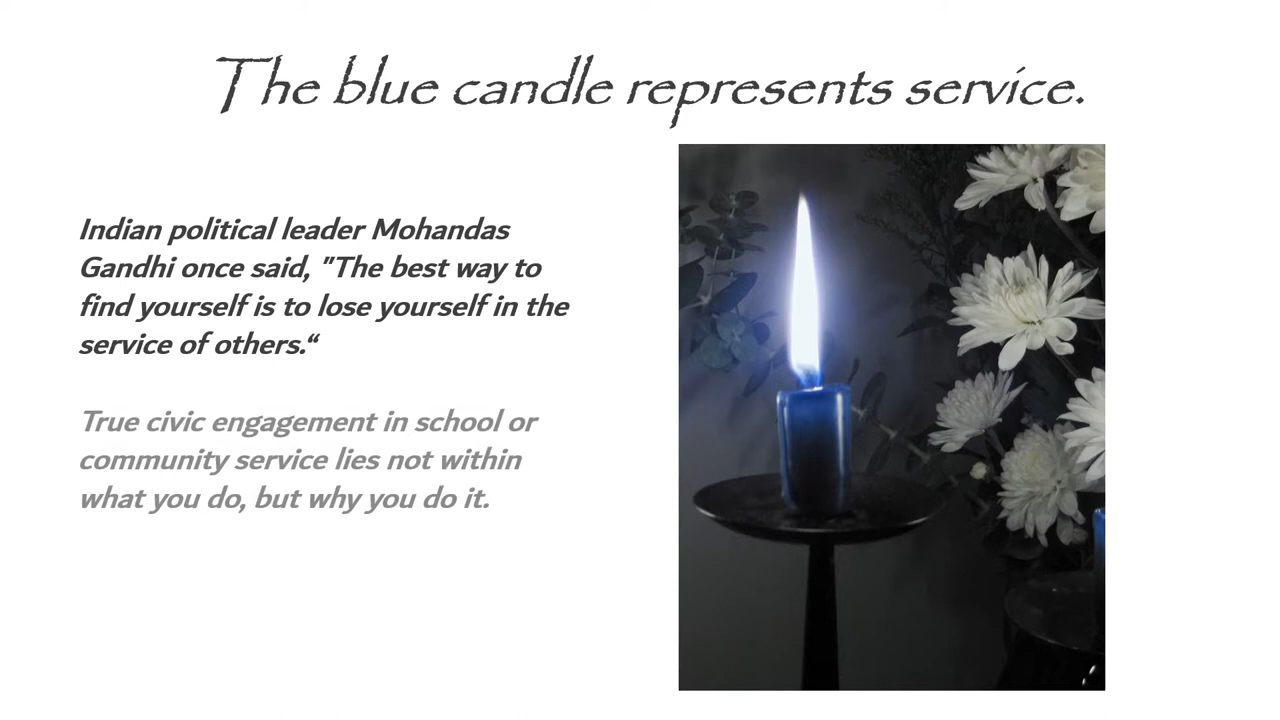 The blue candle represents service.
Indian political leader Mohandas
Gandhi once said, "The best way to
find yourself is to lose yourself in the
service of others.“
True civic engagement in school or
community service lies not within
what you do, but why you do it.